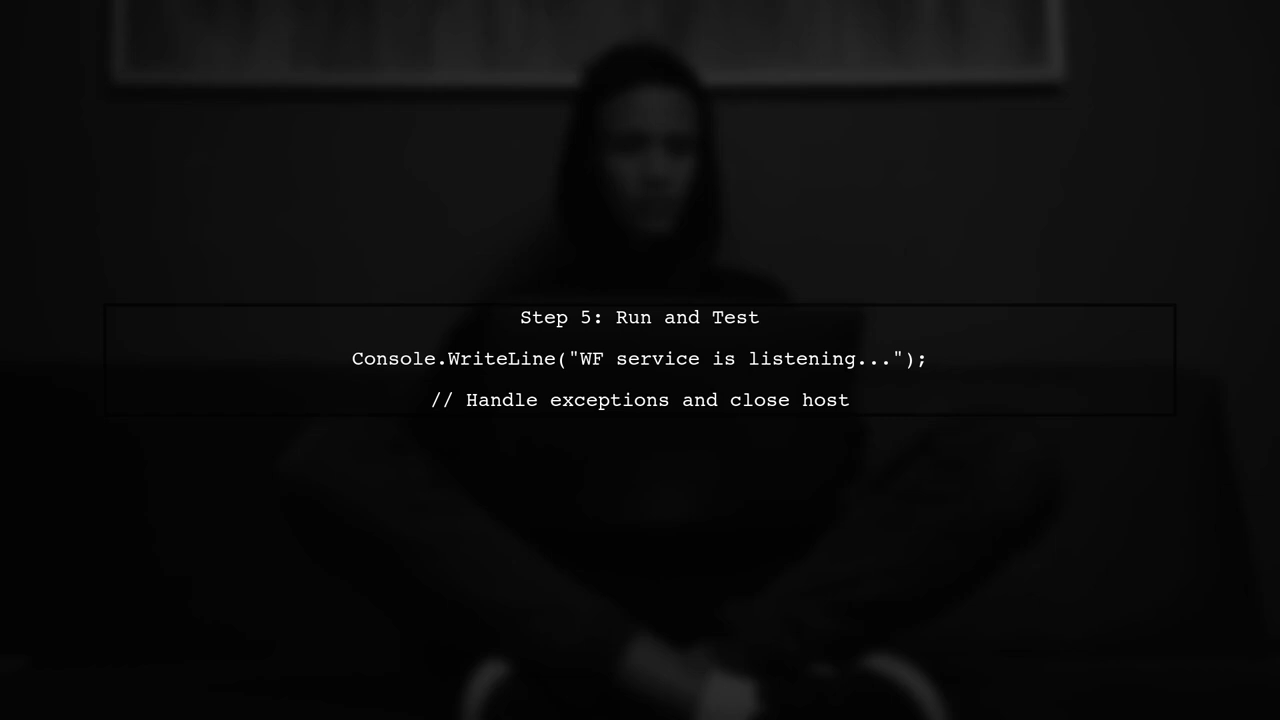 Step 5: Run and Test
Console.WriteLine("WF service is listening...");
// Handle exceptions and close host